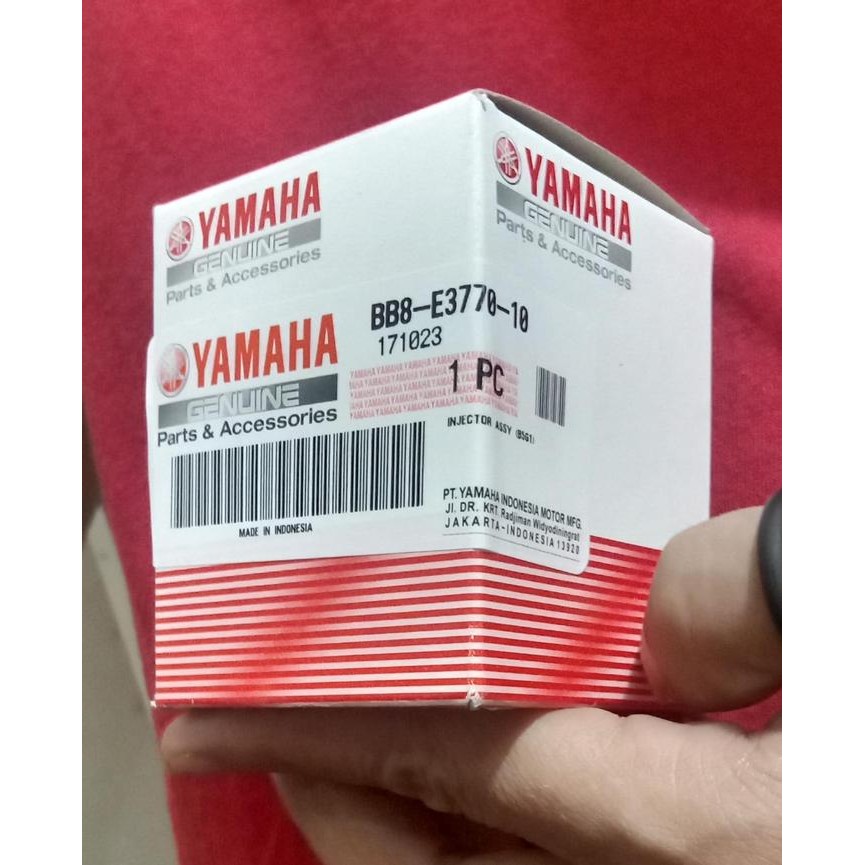 YAMAHA
GENUINE
Parts & Accessories
YAMAHA
GENUINE
Parts & Accessories
BB8-E3770-10
171023
1 PC
YAMAHA
GENUINE
Parts & Accessories
INJECTOR ASSY (B5G1)
MADE IN INDONESIA
PT. YAMAHA INDONESIA MOTOR MFG.
Jl. DR. KRT. Radjiman Widyodiningrat
JAKARTA-INDONESIA 13920